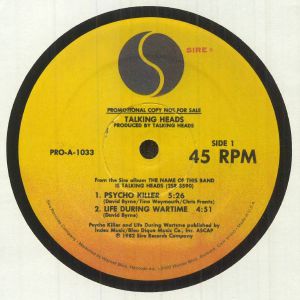 SIRE®
PROMOTIONAL COPY NOT FOR SALE
TALKING HEADS
PRODUCED BY TALKING HEADS
PRO-A-1033
SIDE 1
45 RPM
From the Sire album THE NAME OF THIS BAND
IS TALKING HEADS (2SR 3590)
1. PSYCHO KILLER 5:26
(David Byrne/Tina Weymouth/Chris Frantz)
2. LIFE DURING WARTIME 4:51
(David Byrne)
Psycho Killer and Life During Wartime published by
Index Music/Bleu Disque Music Co., Inc. ASCAP
℗ 1982 Sire Records Company